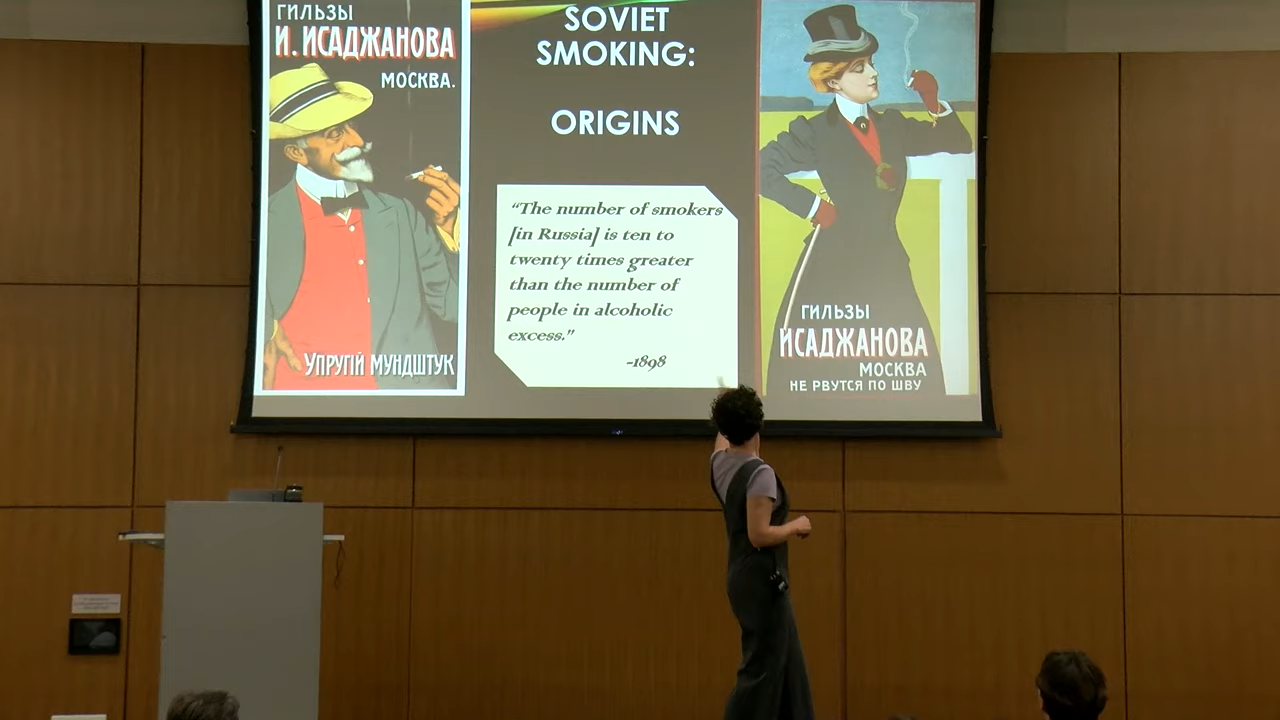 ГИЛЬЗЫ
И. ИСАДЖАНОВА
МОСКВА.
УПРУГIЙ МУНДШТУК
SOVIET
SMOKING:
ORIGINS
“The number of smokers
[in Russia] is ten to
twenty times greater
than the number of
people in alcoholic
excess.”
-1898
ГИЛЬЗЫ
ИСАДЖАНОВА
МОСКВА
НЕ РВУТСЯ ПО ШВУ